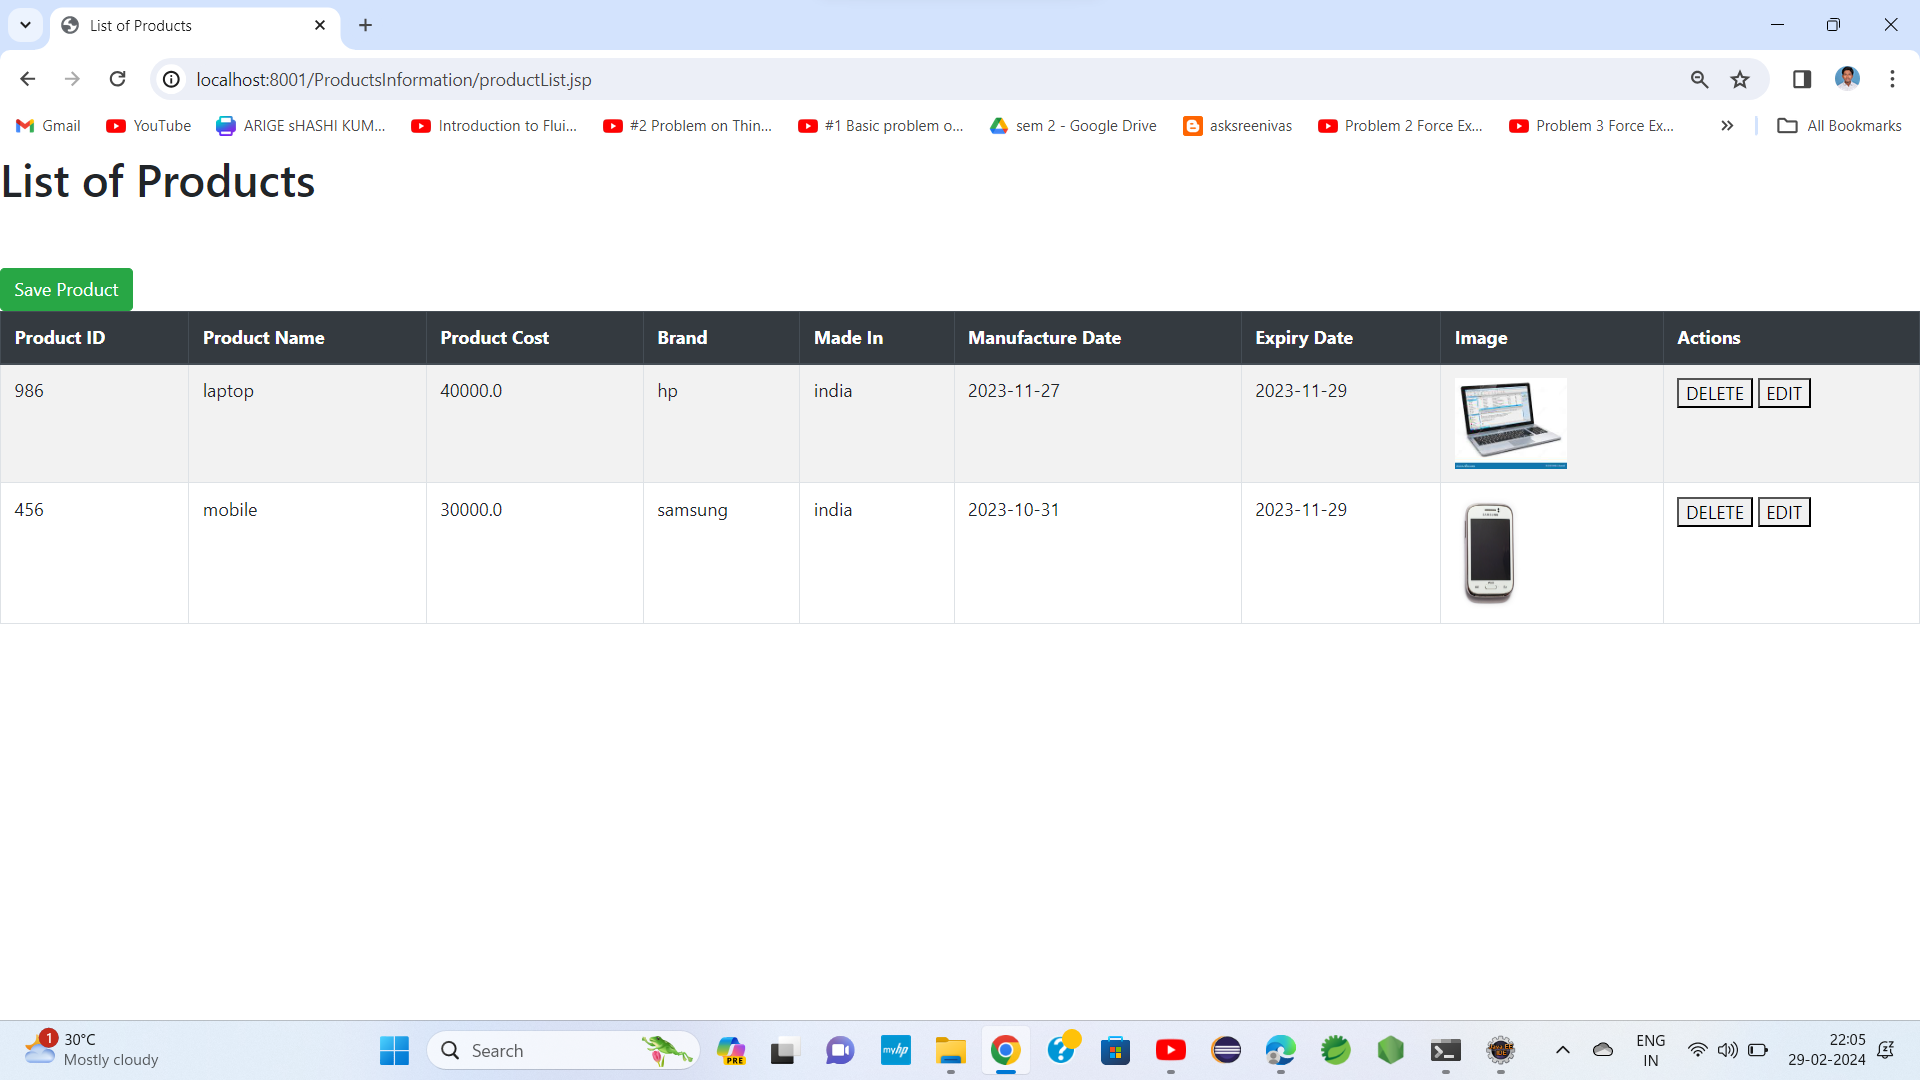 List of Products
localhost:8001/ProductsInformation/productList.jsp
Gmail YouTube ARIGE sHASHI KUM... Introduction to Flui... #2 Problem on Thin... #1 Basic problem o... sem 2 - Google Drive asksreenivas Problem 2 Force Ex... Problem 3 Force Ex... All Bookmarks
List of Products
Save Product
Product ID Product Name Product Cost Brand Made In Manufacture Date Expiry Date Image Actions
986 laptop 40000.0 hp india 2023-11-27 2023-11-29 DELETE EDIT
456 mobile 30000.0 samsung india 2023-10-31 2023-11-29 DELETE EDIT
SAMSUNG
1 30°C
Mostly cloudy
Search
PRE
myhp
ENG
IN
22:05
29-02-2024